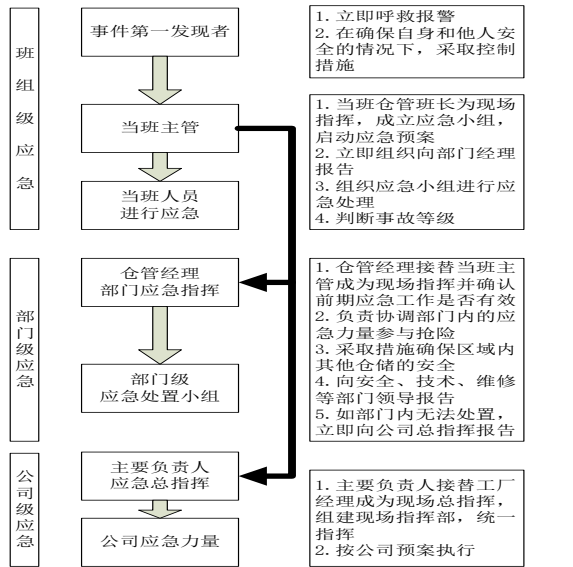 班组级应急
事件第一发现者
当班主管
当班人员
进行应急
1. 立即呼救报警
2. 在确保自身和他人安
全的情况下，采取控制
措施
1. 当班仓管班长为现场
指挥，成立应急小组，
启动应急预案
2. 立即组织向部门经理
报告
3. 组织应急小组进行应
急处理
4. 判断事故等级
部门级应急
仓管经理
部门应急指挥
部门级
应急处置小组
1. 仓管经理接替当班主
管成为现场指挥并确认
前期应急工作是否有效
2. 负责协调部门内的应
急力量参与抢险
3. 采取措施确保区域内
其他仓储的安全
4. 向安全、技术、维修
等部门领导报告
5. 如部门内无法处置，
立即向公司总指挥报告
公司级应急
主要负责人
应急总指挥
公司应急力量
1. 主要负责人接替工厂
经理成为现场总指挥，
组建现场指挥部，统一
指挥
2. 按公司预案执行